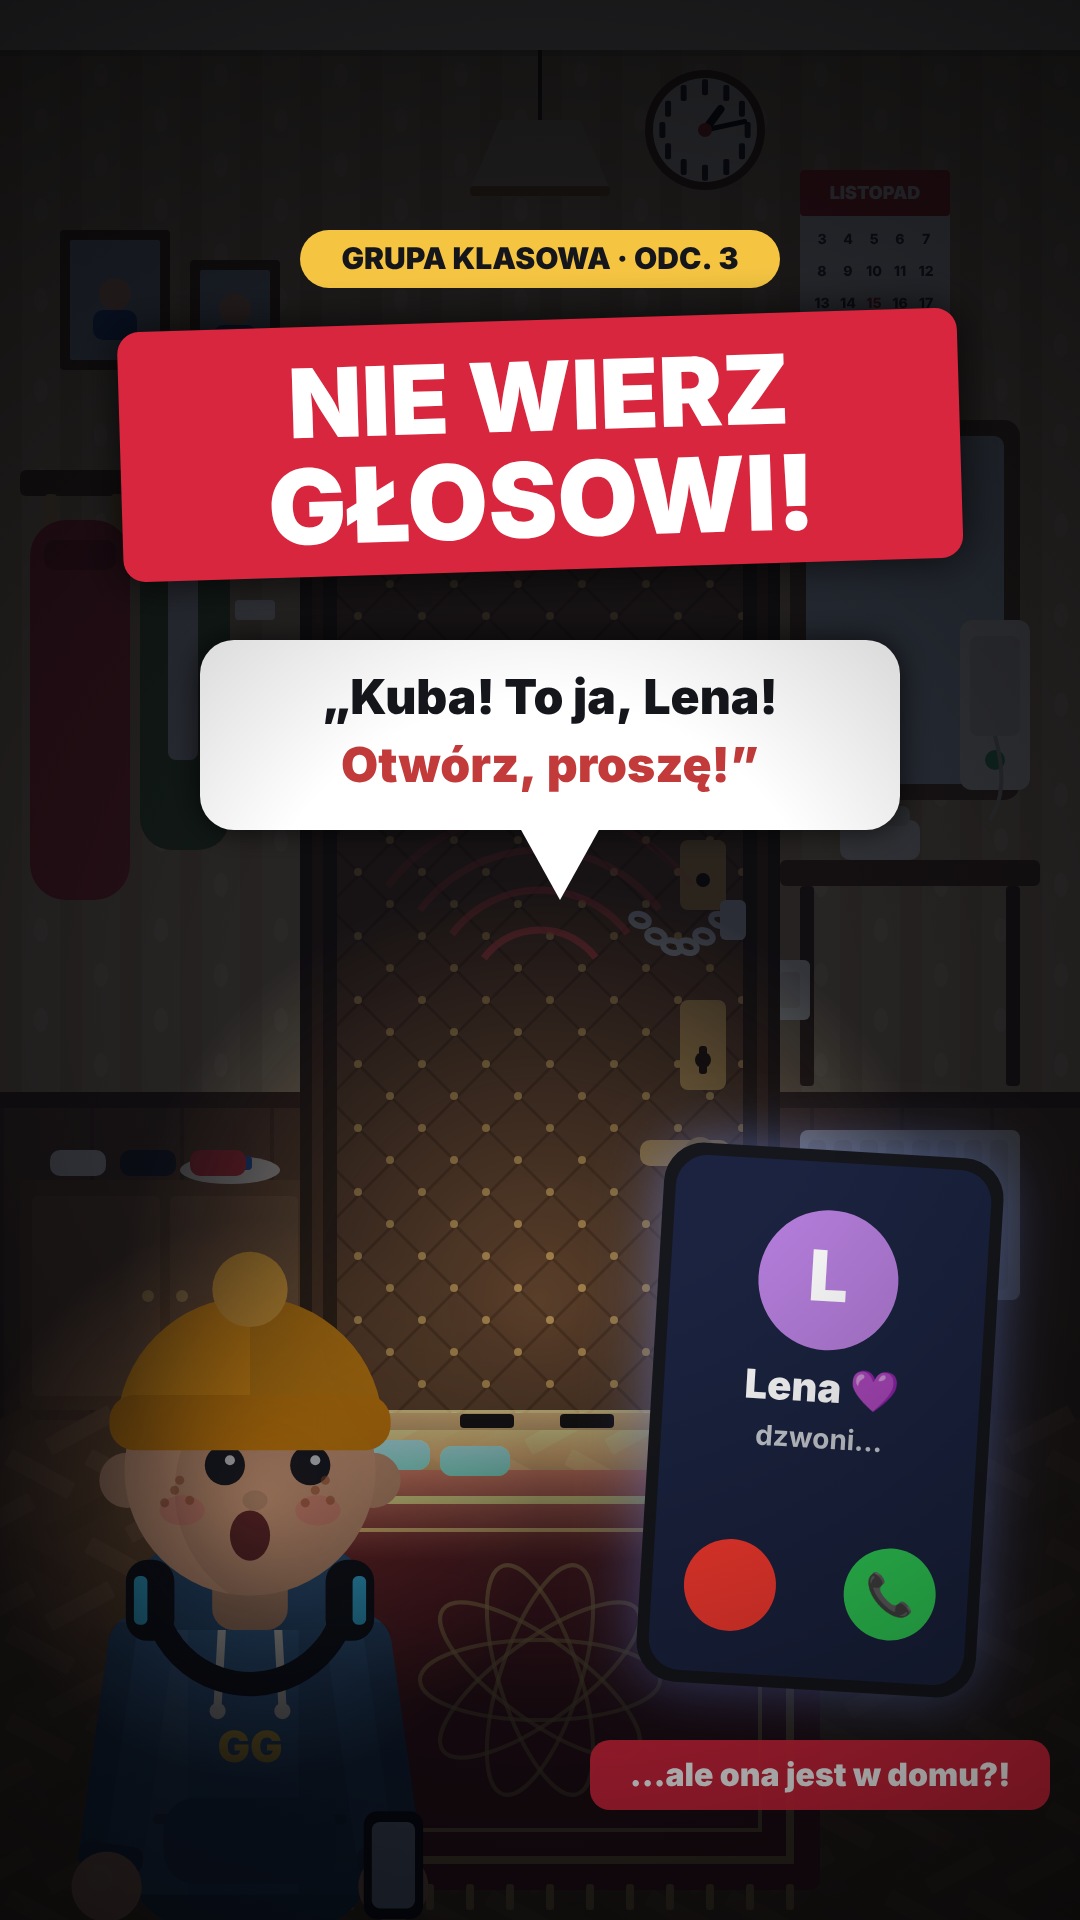 LISTOPAD
3 4 5 6 7
8 9 10 11 12
13 14 15 16 17
GRUPA KLASOWA · ODC. 3
NIE WIERZ
GŁOSOWI!
„Kuba! To ja, Lena!
Otwórz, proszę!”
L
Lena 💜
dzwoni...
GG
...ale ona jest w domu?!